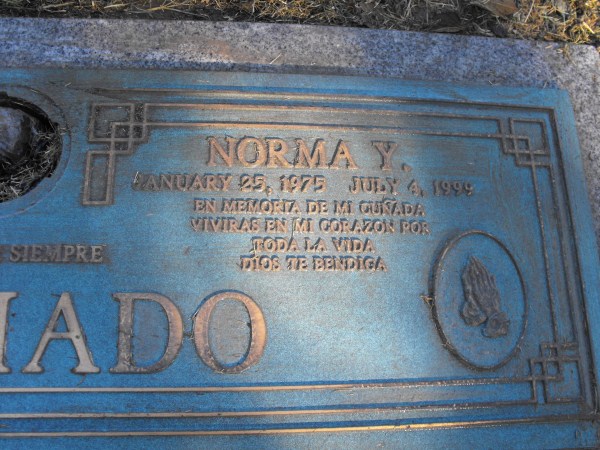 NORMA Y.
JANUARY 25, 1975 JULY 4, 1999
EN MEMORIA DE MI CUÑADA
VIVIRAS EN MI CORAZON POR
TODA LA VIDA
DIOS TE BENDIGA
SIEMPRE
HADO